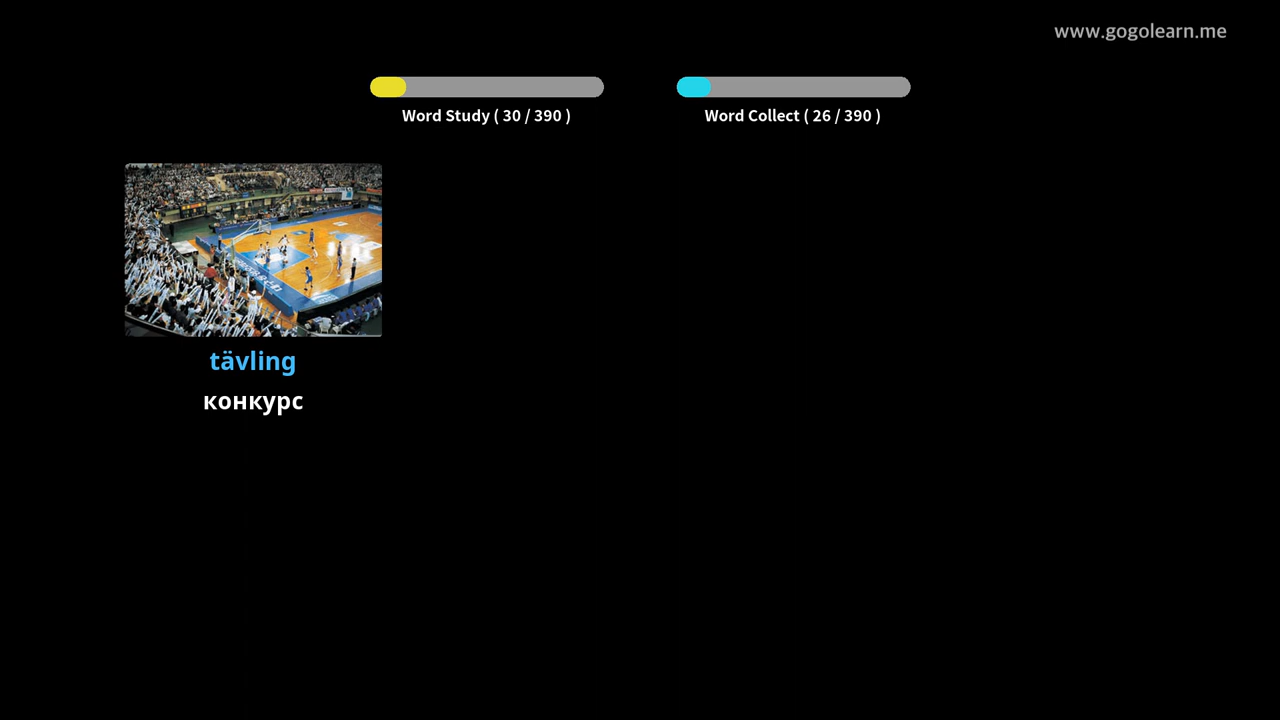 www.gogolearn.me
Word Study ( 30 / 390 )
Word Collect ( 26 / 390 )
tävling
конкурс